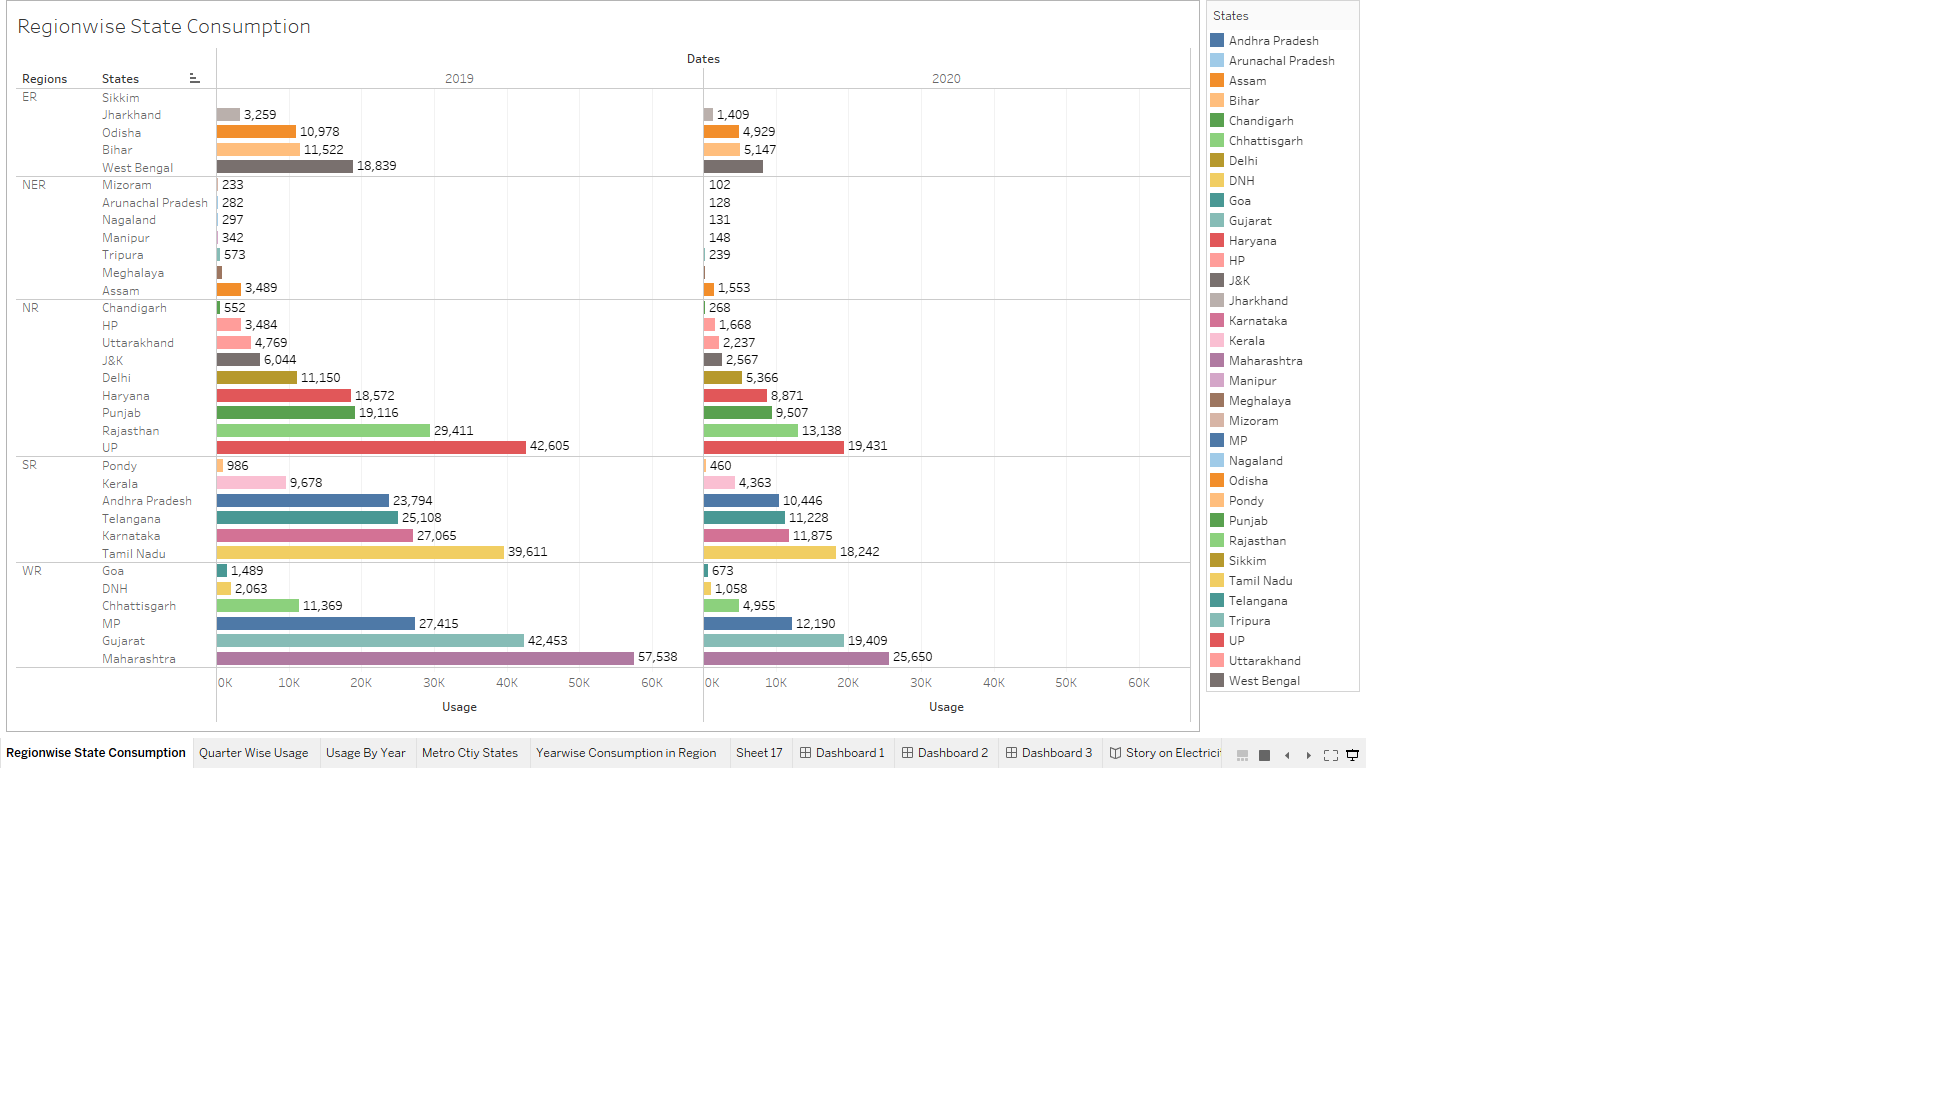 Regionwise State Consumption
Dates
Regions States 2019 2020
ER Sikkim
Jharkhand 3,259 1,409
Odisha 10,978 4,929
Bihar 11,522 5,147
West Bengal 18,839
NER Mizoram 233 102
Arunachal Pradesh 282 128
Nagaland 297 131
Manipur 342 148
Tripura 573 239
Meghalaya
Assam 3,489 1,553
NR Chandigarh 552 268
HP 3,484 1,668
Uttarakhand 4,769 2,237
J&K 6,044 2,567
Delhi 11,150 5,366
Haryana 18,572 8,871
Punjab 19,116 9,507
Rajasthan 29,411 13,138
UP 42,605 19,431
SR Pondy 986 460
Kerala 9,678 4,363
Andhra Pradesh 23,794 10,446
Telangana 25,108 11,228
Karnataka 27,065 11,875
Tamil Nadu 39,611 18,242
WR Goa 1,489 673
DNH 2,063 1,058
Chhattisgarh 11,369 4,955
MP 27,415 12,190
Gujarat 42,453 19,409
Maharashtra 57,538 25,650
0K 10K 20K 30K 40K 50K 60K 0K 10K 20K 30K 40K 50K 60K
Usage Usage
States
Andhra Pradesh
Arunachal Pradesh
Assam
Bihar
Chandigarh
Chhattisgarh
Delhi
DNH
Goa
Gujarat
Haryana
HP
J&K
Jharkhand
Karnataka
Kerala
Maharashtra
Manipur
Meghalaya
Mizoram
MP
Nagaland
Odisha
Pondy
Punjab
Rajasthan
Sikkim
Tamil Nadu
Telangana
Tripura
UP
Uttarakhand
West Bengal
Regionwise State Consumption Quarter Wise Usage Usage By Year Metro Ctiy States Yearwise Consumption in Region Sheet 17 Dashboard 1 Dashboard 2 Dashboard 3 Story on Electrici